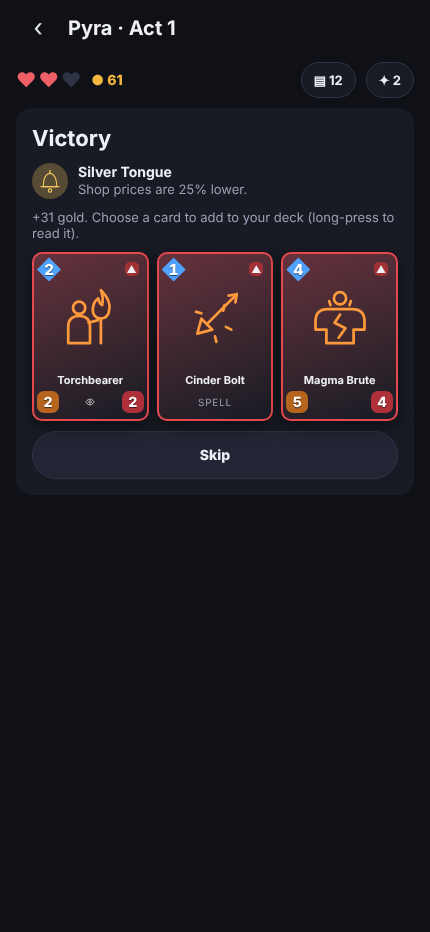 Pyra · Act 1
61
12
2
Victory
Silver Tongue
Shop prices are 25% lower.
+31 gold. Choose a card to add to your deck (long-press to
read it).
2
1
4
Torchbearer
Cinder Bolt
Magma Brute
2
2
SPELL
5
4
Skip